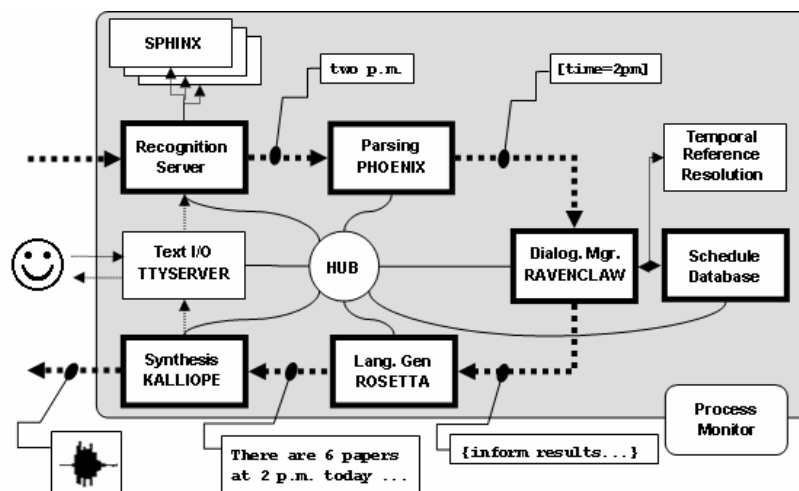 SPHINX
two p.m.
[time=2pm]
Recognition
Server
Parsing
PHOENIX
Temporal
Reference
Resolution
Text I/O
TTYSERVER
HUB
Dialog. Mgr.
RAVENCLAW
Schedule
Database
Synthesis
KALLIOPE
Lang. Gen
ROSETTA
Process
Monitor
There are 6 papers
at 2 p.m. today ...
{inform results...}